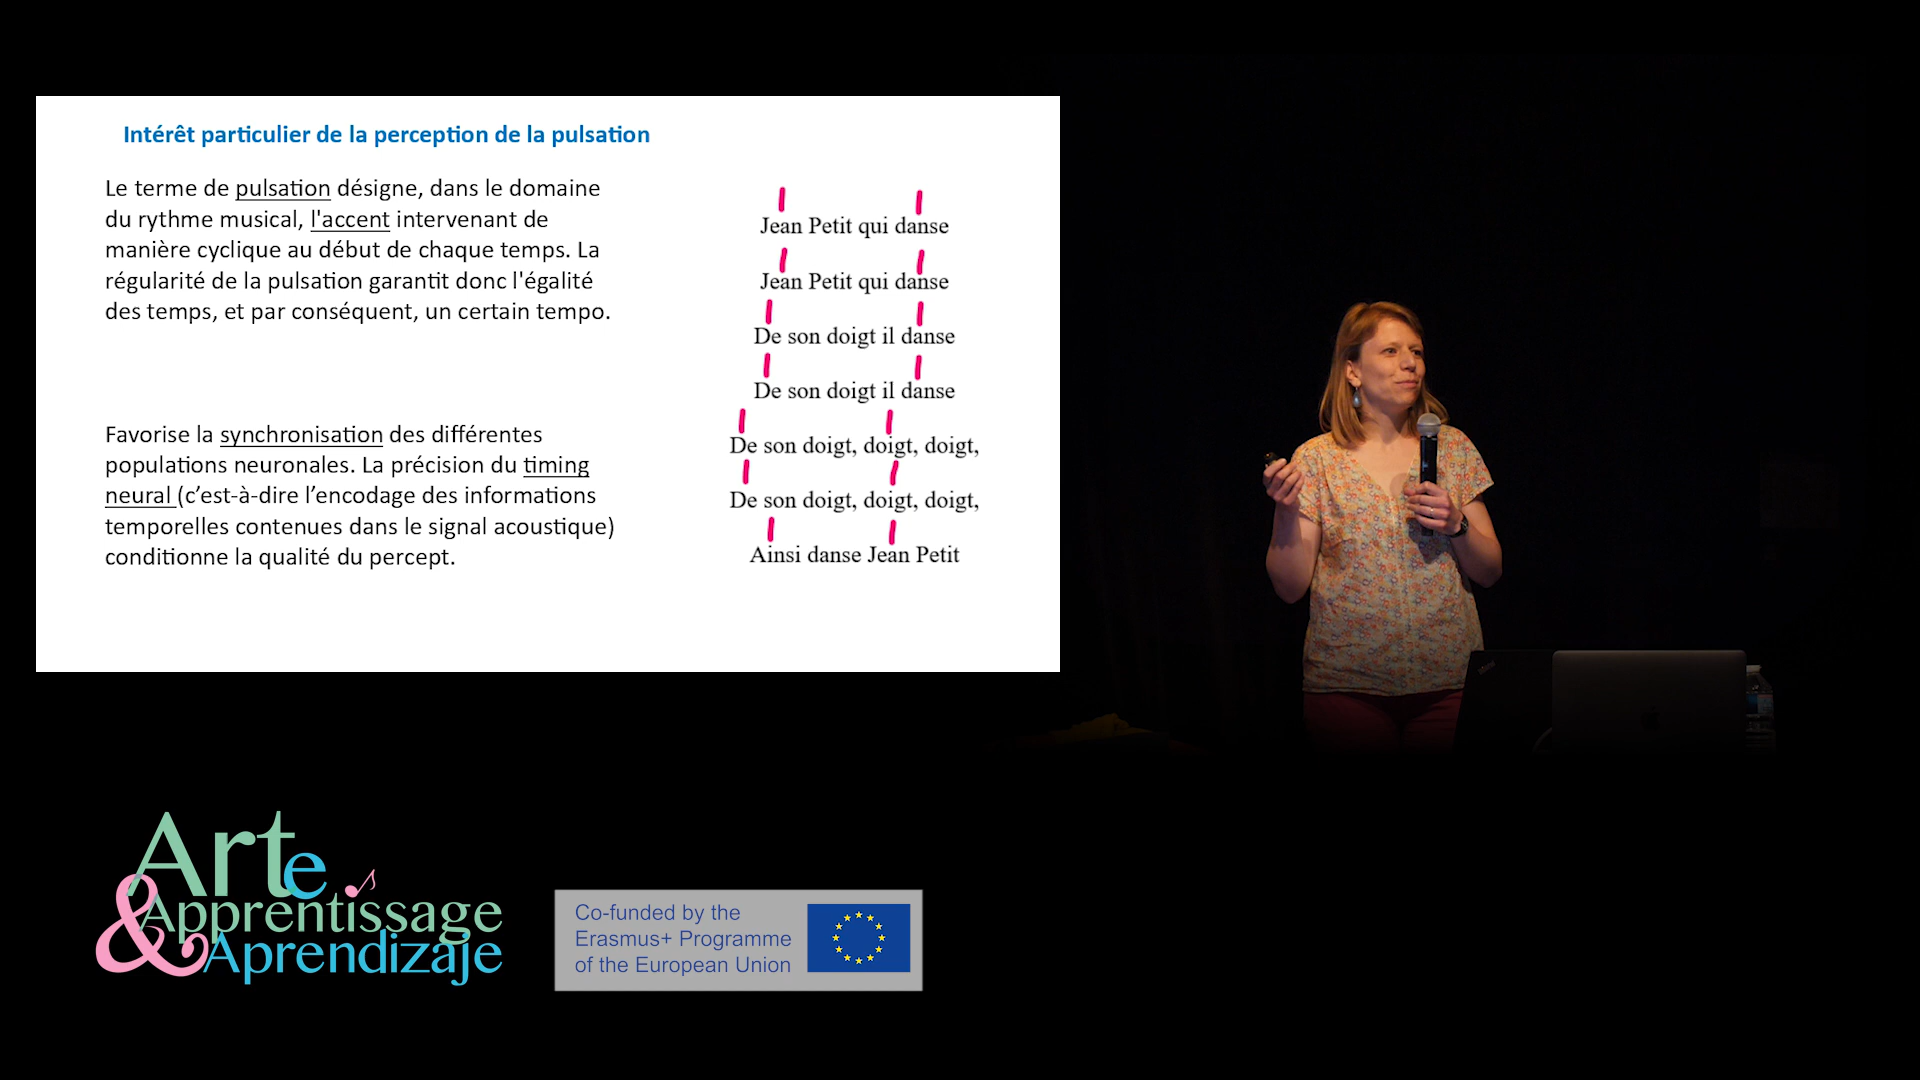 Intérêt particulier de la perception de la pulsation
Le terme de pulsation désigne, dans le domaine
du rythme musical, l'accent intervenant de
manière cyclique au début de chaque temps. La
régularité de la pulsation garantit donc l'égalité
des temps, et par conséquent, un certain tempo.
Favorise la synchronisation des différentes
populations neuronales. La précision du timing
neural (c’est-à-dire l’encodage des informations
temporelles contenues dans le signal acoustique)
conditionne la qualité du percept.
Jean Petit qui danse
Jean Petit qui danse
De son doigt il danse
De son doigt il danse
De son doigt, doigt, doigt,
De son doigt, doigt, doigt,
Ainsi danse Jean Petit
Arte
&Apprentissage
Aprendizaje
Co-funded by the
Erasmus+ Programme
of the European Union